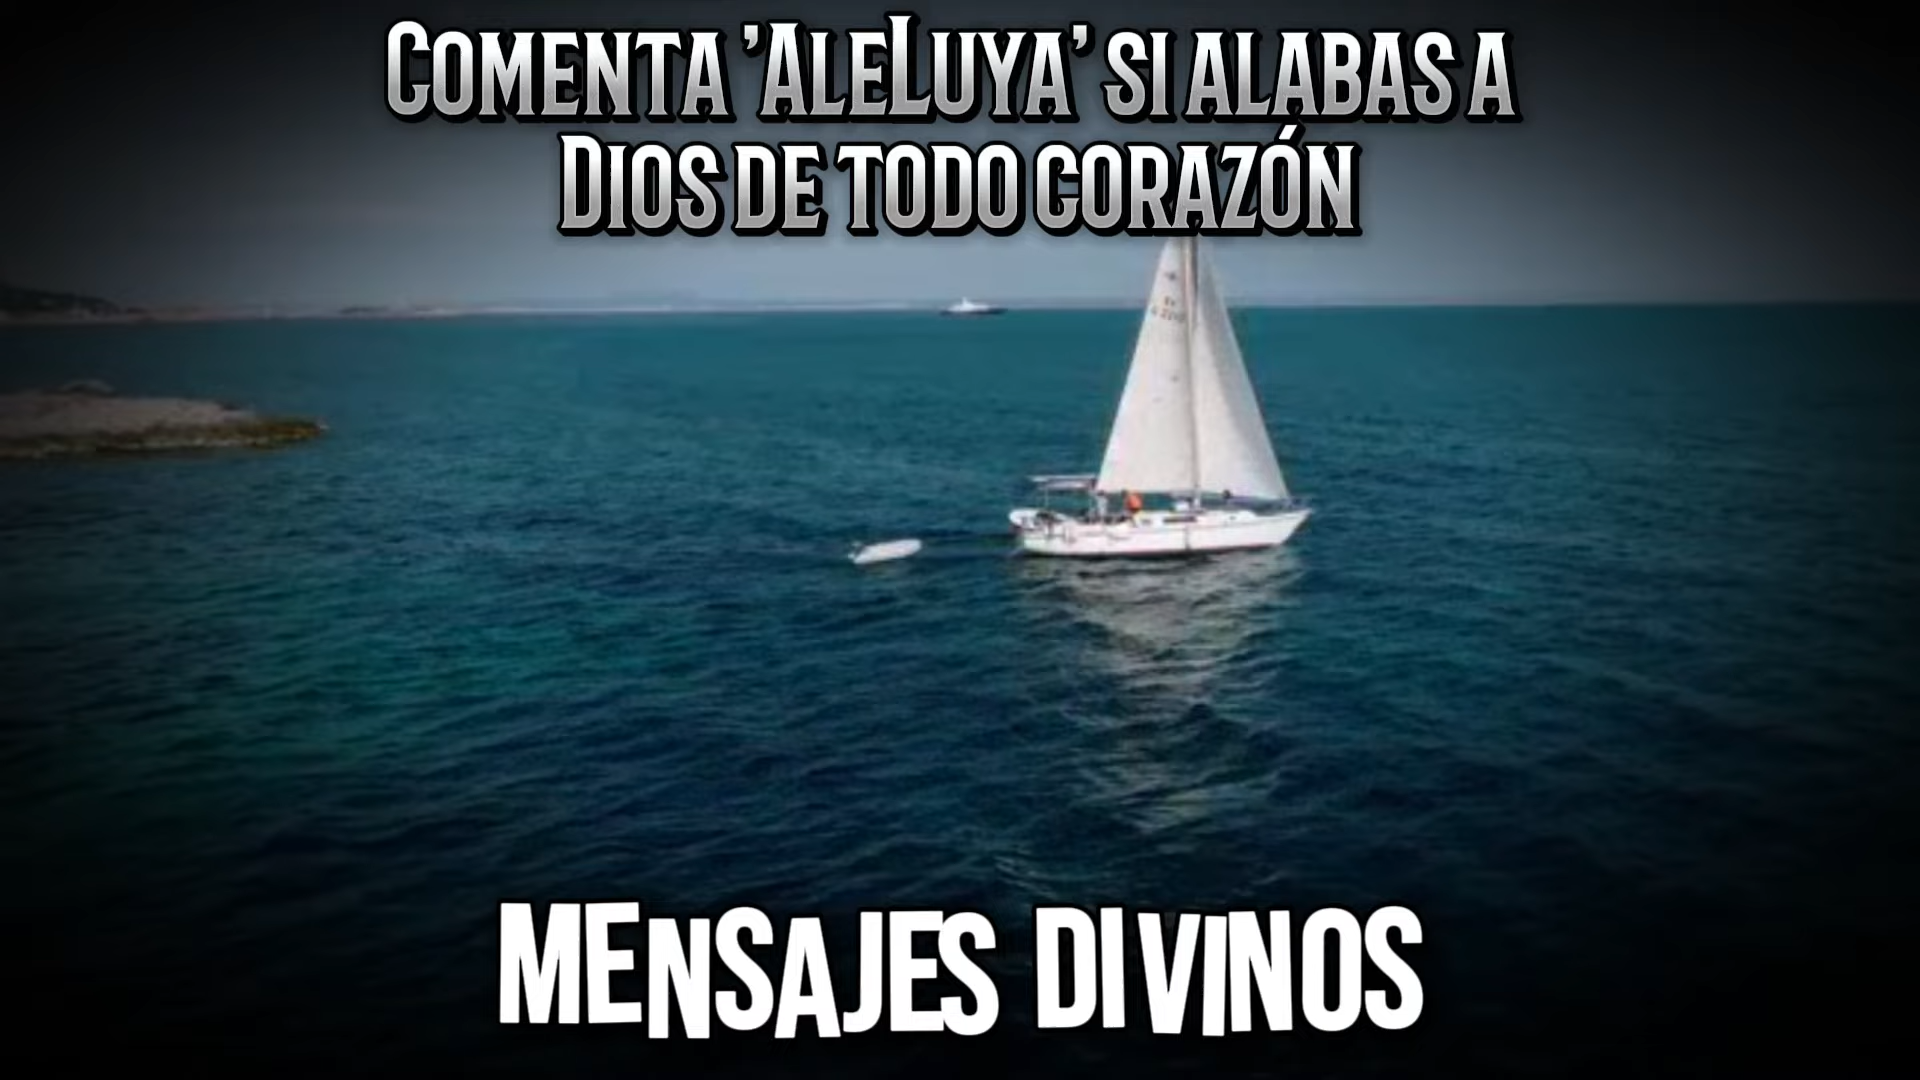 Comenta 'AleLuya' si alabas a
Dios de todo corazón
MENSAJES DIVINOS